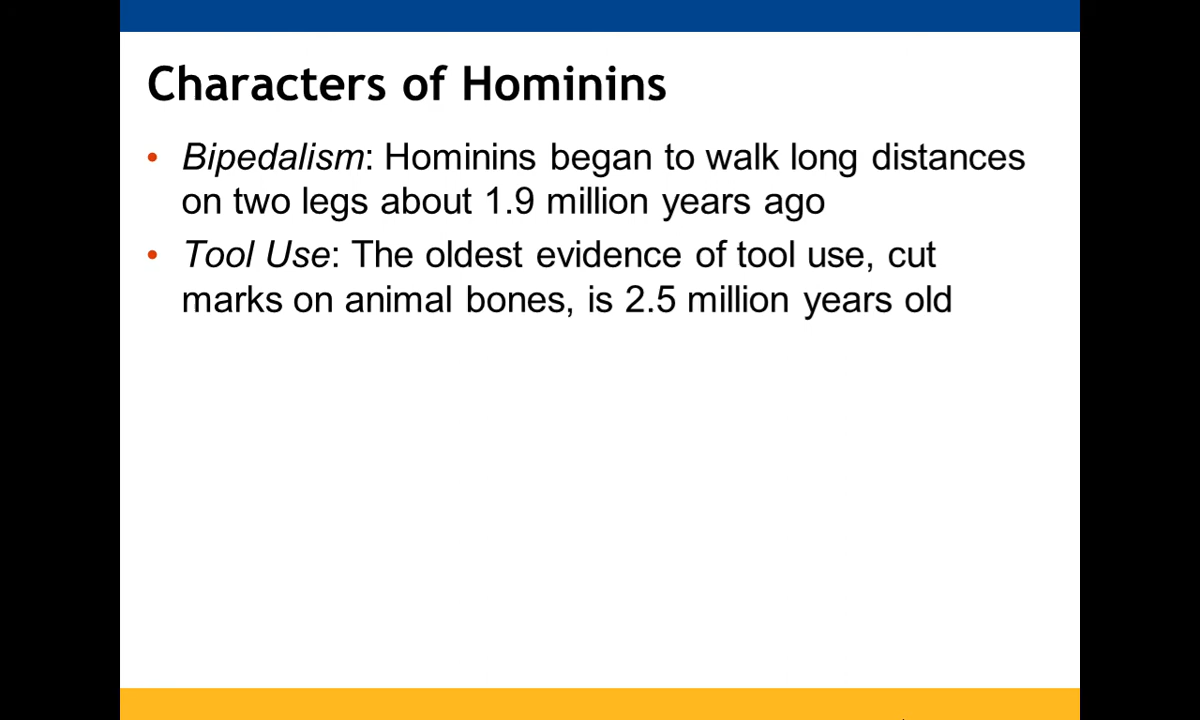 Characters of Hominins
• Bipedalism: Hominins began to walk long distances
on two legs about 1.9 million years ago
• Tool Use: The oldest evidence of tool use, cut
marks on animal bones, is 2.5 million years old